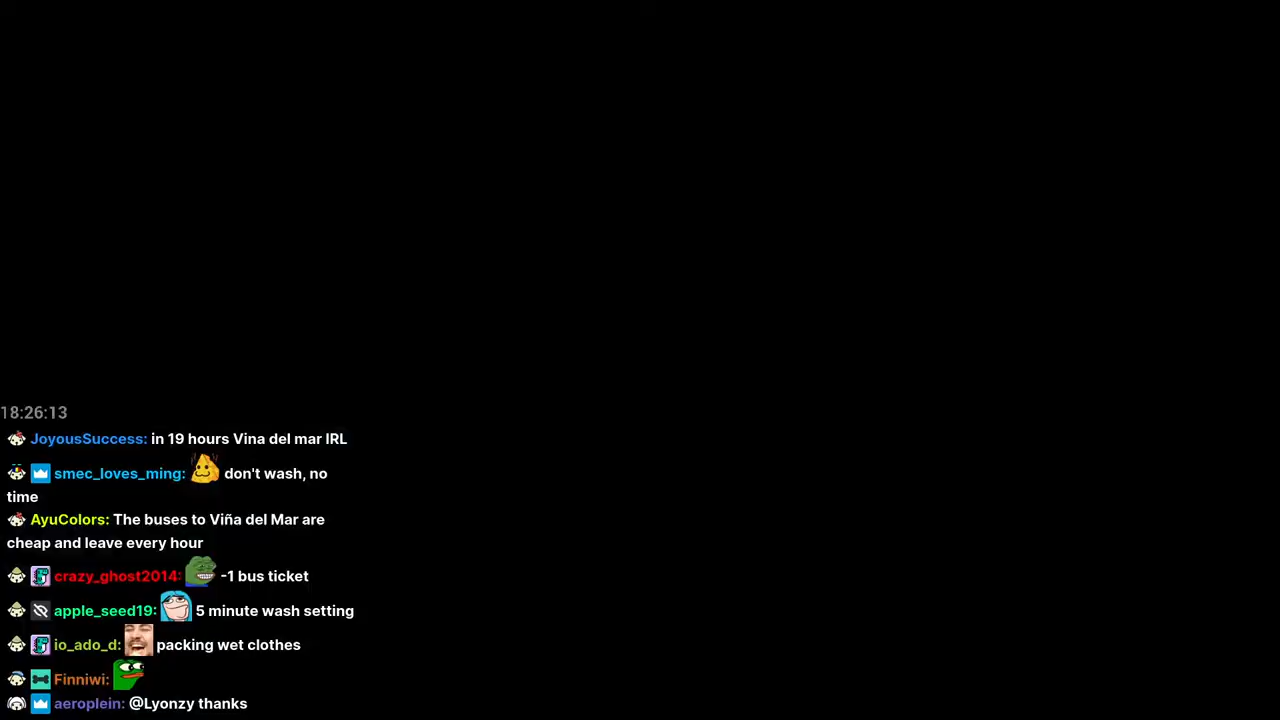 18:26:13
JoyousSuccess: in 19 hours Vina del mar IRL
smec_loves_ming: don't wash, no
time
AyuColors: The buses to Viña del Mar are
cheap and leave every hour
crazy_ghost2014: -1 bus ticket
apple_seed19: 5 minute wash setting
io_ado_d: packing wet clothes
Finniwi:
aeroplein: @Lyonzy thanks